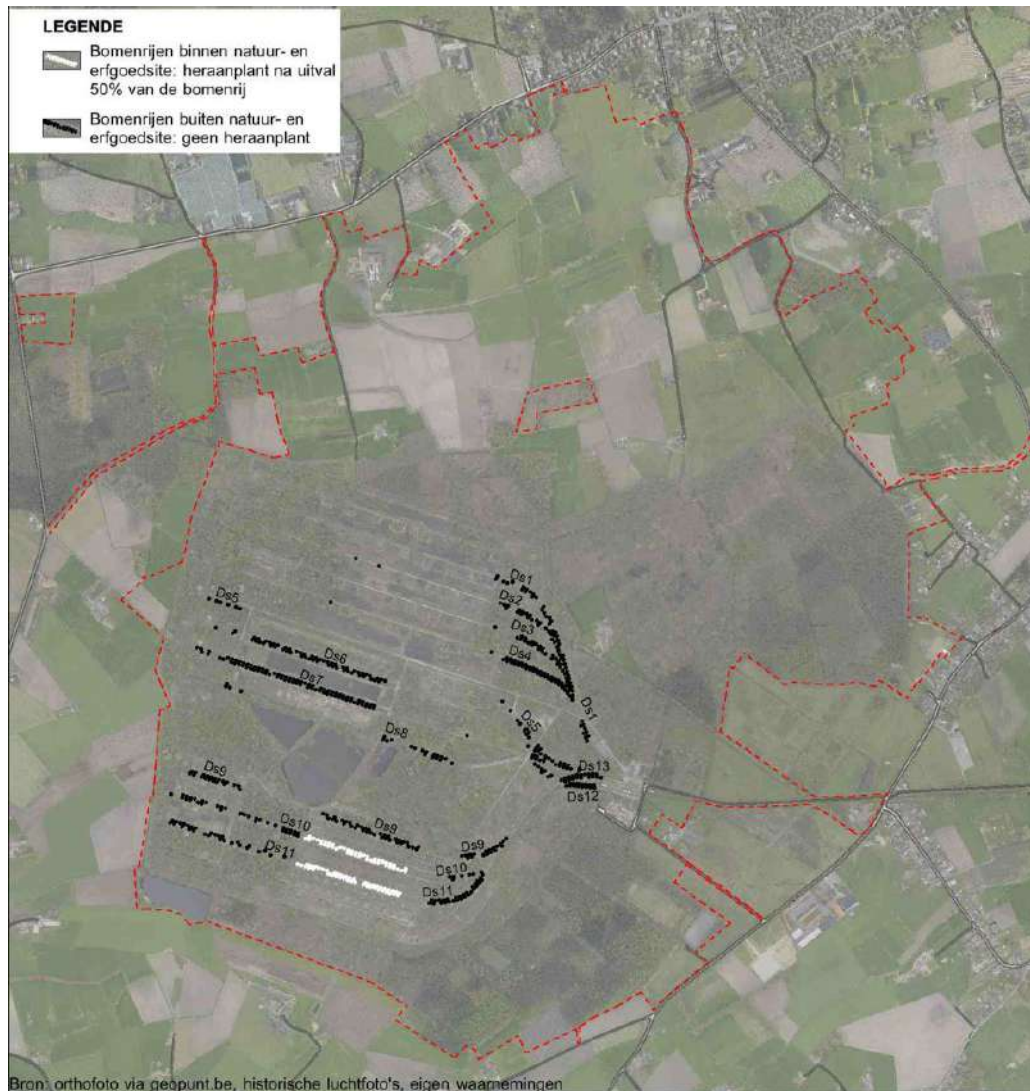 LEGENDE
Bomenrijen binnen natuur- en
erfgoedsite: heraanplant na uitval
50% van de bomenrij
Bomenrijen buiten natuur- en
erfgoedsite: geen heraanplant
Ds1
Ds2
Ds5
Ds3
Ds4
Ds6
Ds7
Ds1
Ds5
Ds8
Ds9
Ds13
Ds12
Ds10
Ds9
Ds11
Ds9
Ds10
Ds11
Bron: orthofoto via geopunt.be, historische luchtfoto's, eigen waarnemingen